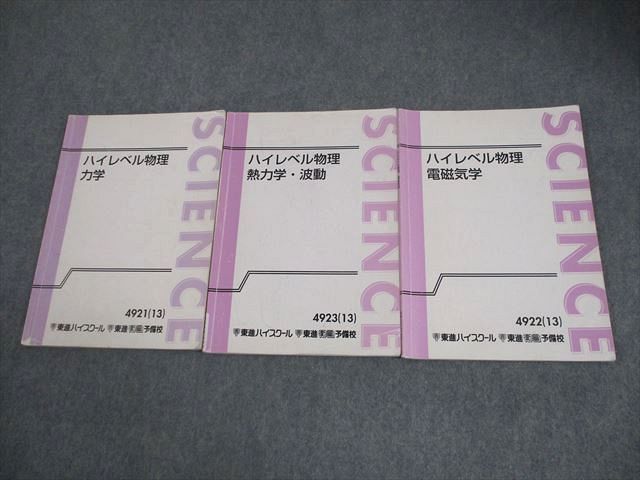 ハイレベル物理
力学
SCIENCE
4921(13)
東進ハイスクール 東進衛星予備校
ハイレベル物理
熱力学・波動
SCIENCE
4923(13)
東進ハイスクール 東進衛星予備校
ハイレベル物理
電磁気学
SCIENCE
4922(13)
東進ハイスクール 東進衛星予備校